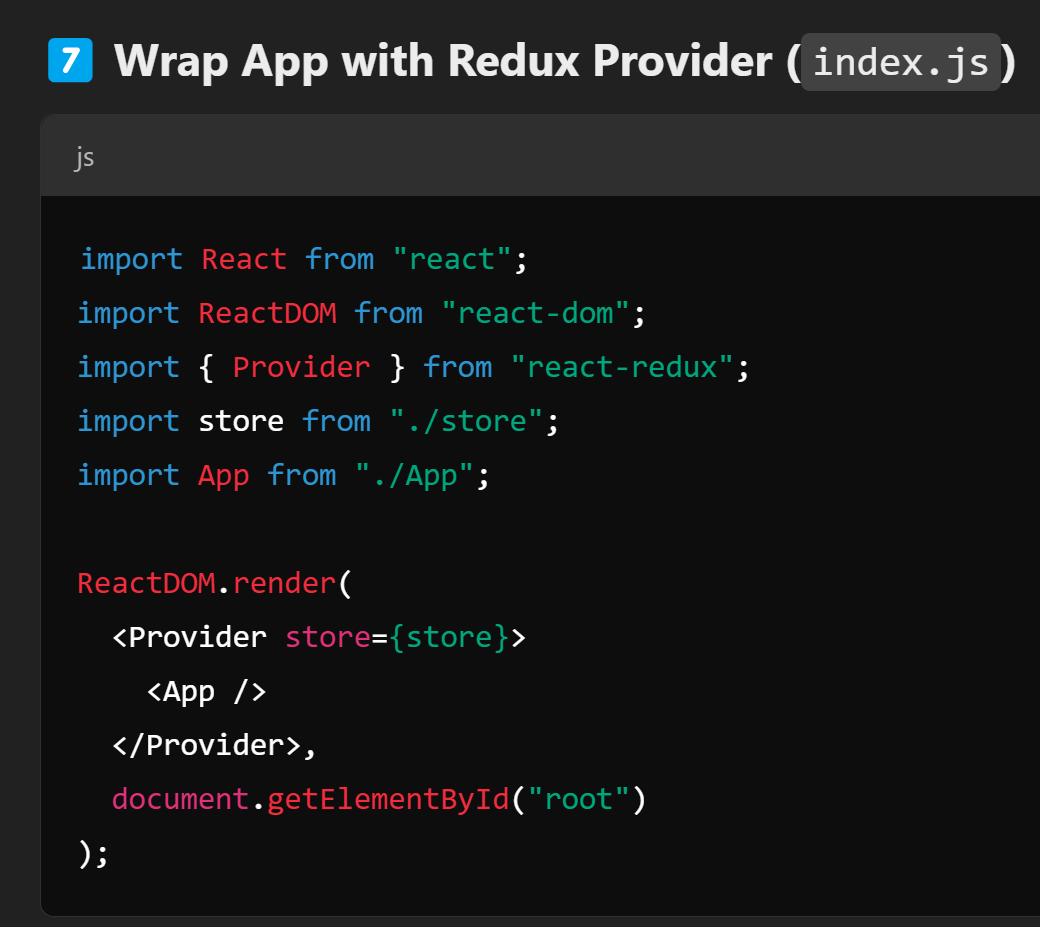 7 Wrap App with Redux Provider (index.js)
js
import React from "react";
import ReactDOM from "react-dom";
import { Provider } from "react-redux";
import store from "./store";
import App from "./App";
ReactDOM.render(
  <Provider store={store}>
    <App />
  </Provider>,
  document.getElementById("root")
);